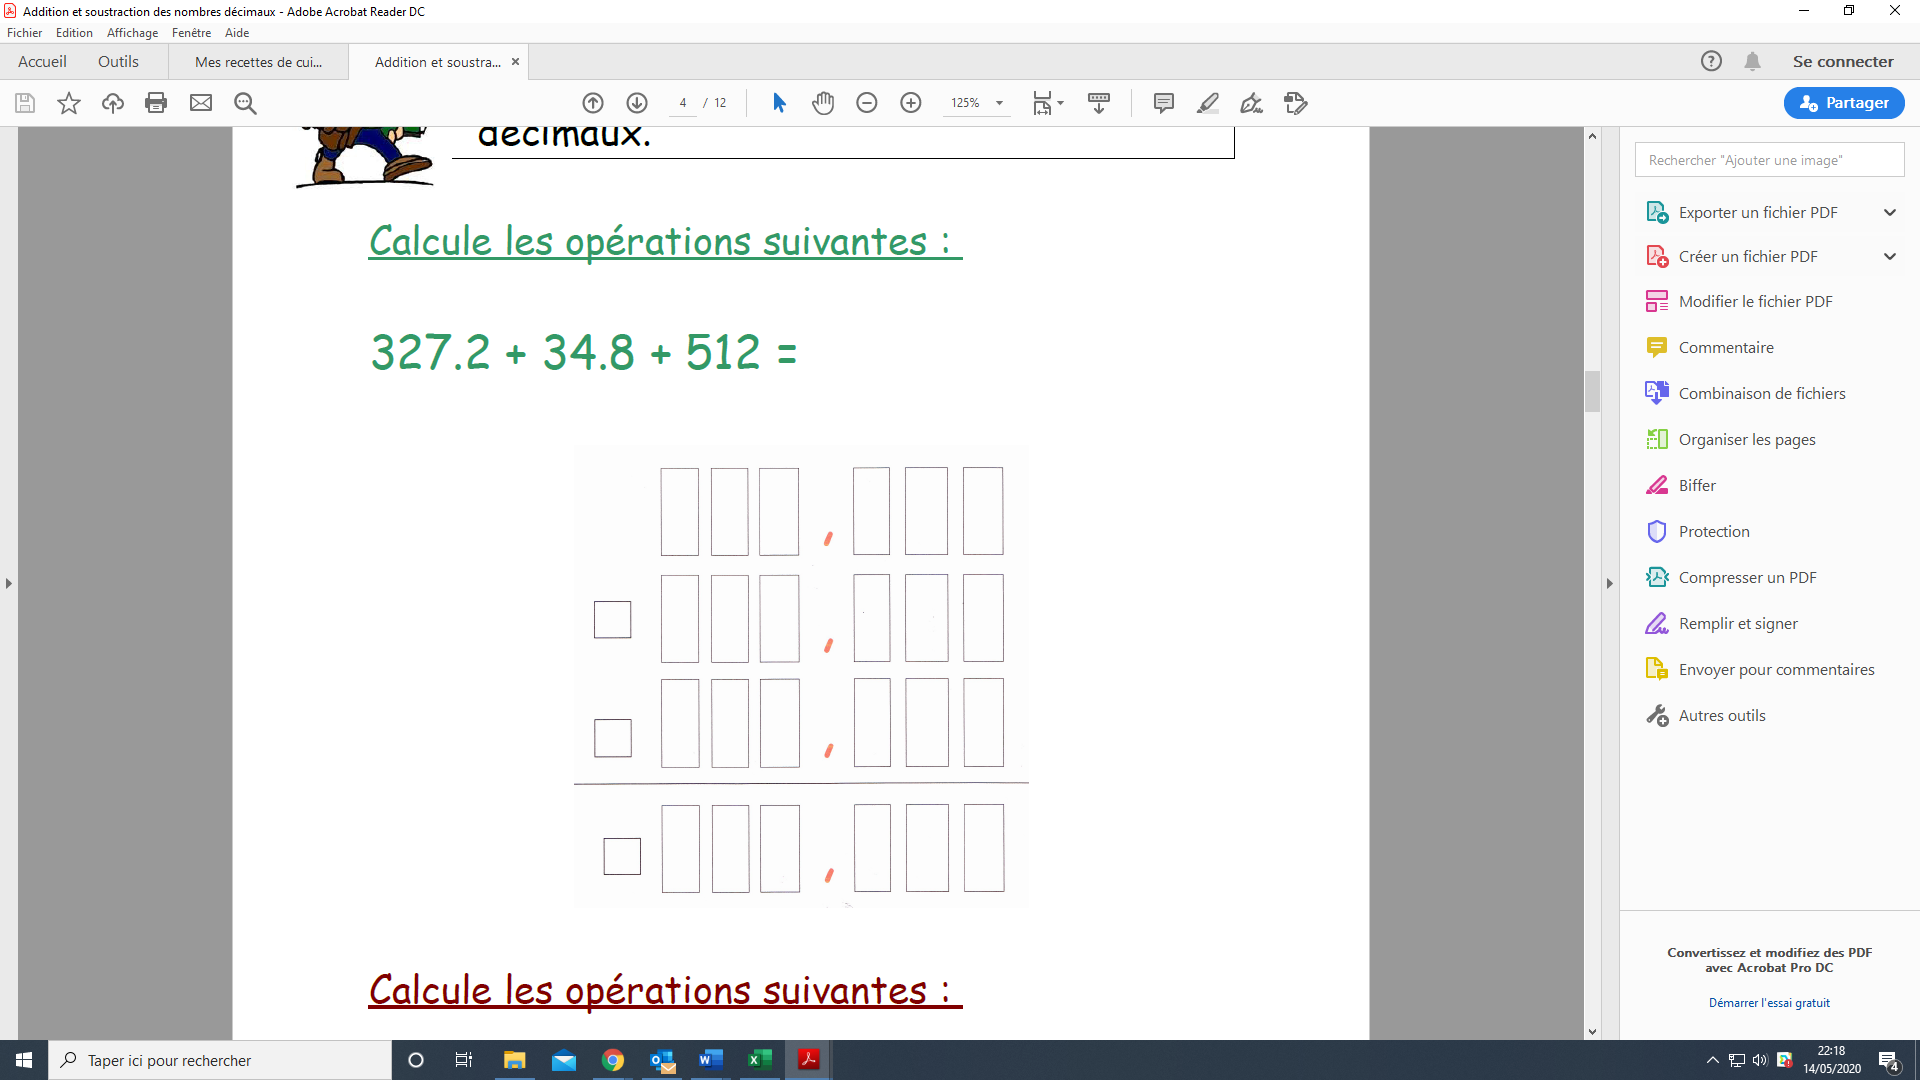 Addition et soustraction des nombres décimaux - Adobe Acrobat Reader DC
Fichier Edition Affichage Fenêtre Aide
Accueil Outils Mes recettes de cui... Addition et soustra... ×
Se connecter
4 / 12 125% Partager
décimaux.
Calcule les opérations suivantes :
327.2 + 34.8 + 512 =
,
,
,
,
Calcule les opérations suivantes :
Rechercher "Ajouter une image"
Exporter un fichier PDF
Créer un fichier PDF
Modifier le fichier PDF
Commentaire
Combinaison de fichiers
Organiser les pages
Biffer
Protection
Compresser un PDF
Remplir et signer
Envoyer pour commentaires
Autres outils
Convertissez et modifiez des PDF
avec Acrobat Pro DC
Démarrer l'essai gratuit
Taper ici pour rechercher
22:18
14/05/2020
4